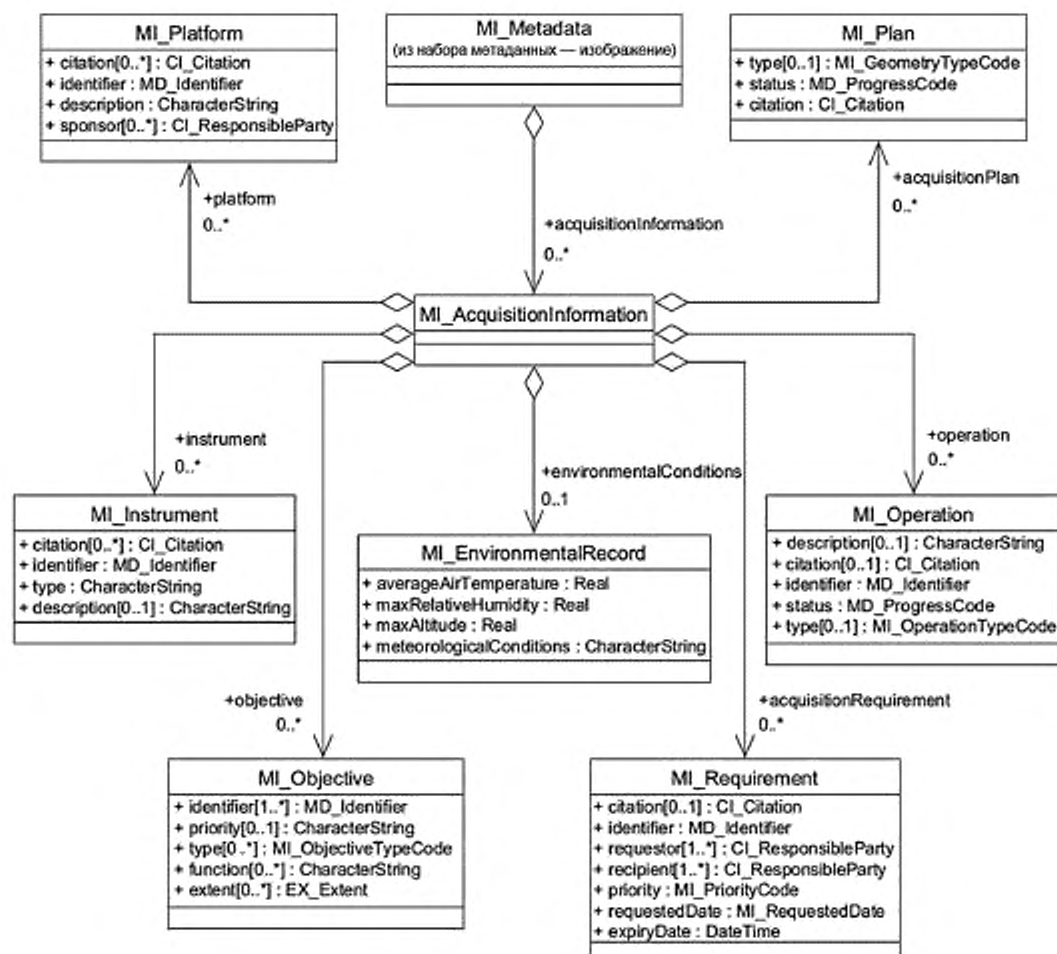 MI_Platform
+ citation[0..*] : CI_Citation
+ identifier : MD_Identifier
+ description : CharacterString
+ sponsor[0..*] : CI_ResponsibleParty
MI_Metadata
(из набора метаданных — изображение)
MI_Plan
+ type[0..1] : MI_GeometryTypeCode
+ status : MD_ProgressCode
+ citation : CI_Citation
+platform
0..*
+acquisitionInformation
0..*
+acquisitionPlan
0..*
MI_AcquisitionInformation
+instrument
0..*
+environmentalConditions
0..1
+operation
0..*
MI_Instrument
+ citation[0..*] : CI_Citation
+ identifier : MD_Identifier
+ type : CharacterString
+ description[0..1] : CharacterString
MI_EnvironmentalRecord
+ averageAirTemperature : Real
+ maxRelativeHumidity : Real
+ maxAltitude : Real
+ meteorologicalConditions : CharacterString
MI_Operation
+ description[0..1] : CharacterString
+ citation[0..1] : CI_Citation
+ identifier : MD_Identifier
+ status : MD_ProgressCode
+ type[0..1] : MI_OperationTypeCode
+objective
0..*
+acquisitionRequirement
0..*
MI_Objective
+ identifier[1..*] : MD_Identifier
+ priority[0..1] : CharacterString
+ type[0..*] : MI_ObjectiveTypeCode
+ function[0..*] : CharacterString
+ extent[0..*] : EX_Extent
MI_Requirement
+ citation[0..1] : CI_Citation
+ identifier : MD_Identifier
+ requestor[1..*] : CI_ResponsibleParty
+ recipient[1..*] : CI_ResponsibleParty
+ priority : MI_PriorityCode
+ requestedDate : MI_RequestedDate
+ expiryDate : DateTime